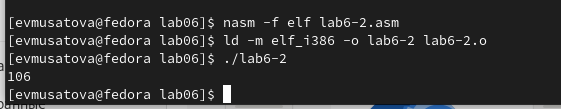 [evmusatova@fedora lab06]$ nasm -f elf lab6-2.asm
[evmusatova@fedora lab06]$ ld -m elf_i386 -o lab6-2 lab6-2.o
[evmusatova@fedora lab06]$ ./lab6-2
106
[evmusatova@fedora lab06]$